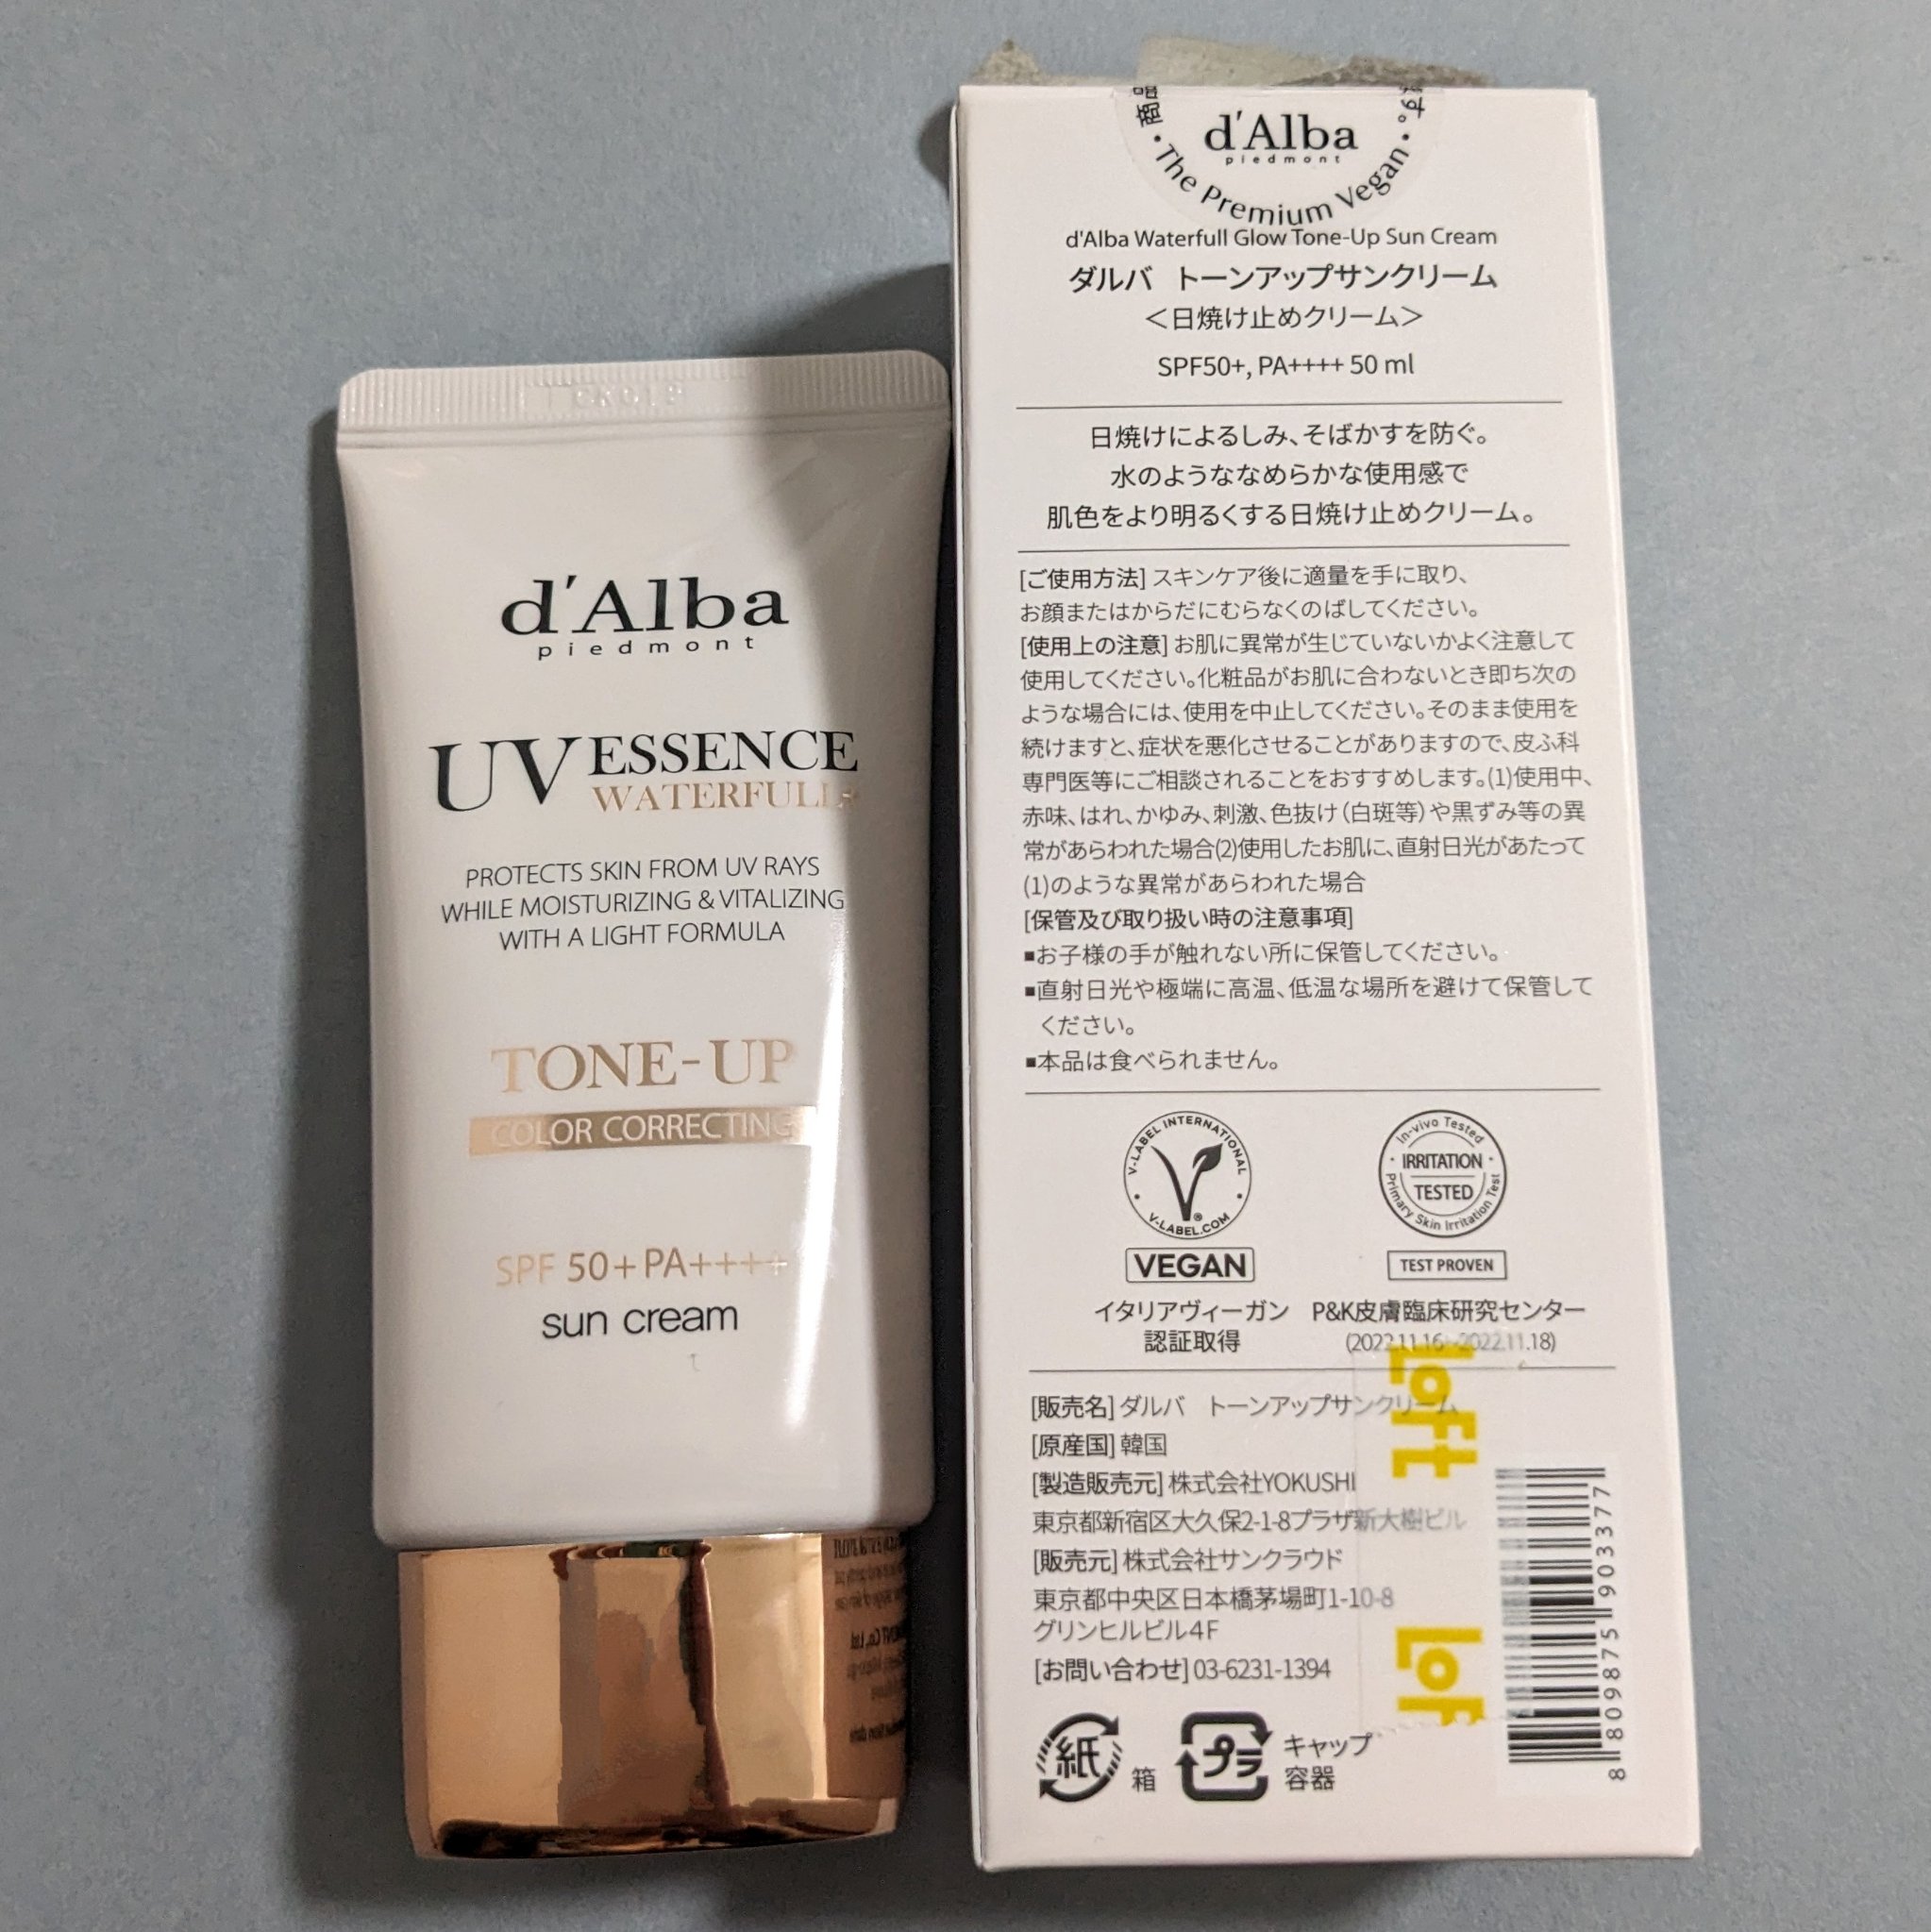 d'Alba
piedmont
UV ESSENCE
WATERFULL
PROTECTS SKIN FROM UV RAYS
WHILE MOISTURIZING & VITALIZING
WITH A LIGHT FORMULA
TONE-UP
COLOR CORRECTING
SPF 50+PA++++
sun cream
d'Alba
piedmont
• The Premium Vegan •
d'Alba Waterfull Glow Tone-Up Sun Cream
ダルバ トーンアップサンクリーム
＜日焼け止めクリーム＞
SPF50+, PA++++ 50 ml
日焼けによるしみ、そばかすを防ぐ。
水のようななめらかな使用感で
肌色をより明るくする日焼け止めクリーム。
[ご使用方法] スキンケア後に適量を手に取り、
お顔またはからだにむらなくのばしてください。
[使用上の注意] お肌に異常が生じていないかよく注意して
使用してください。化粧品がお肌に合わないとき即ち次の
ような場合には、使用を中止してください。そのまま使用を
続けますと、症状を悪化させることがありますので、皮ふ科
専門医等にご相談されることをおすすめします。(1)使用中、
赤味、はれ、かゆみ、刺激、色抜け（白斑等）や黒ずみ等の異
常があらわれた場合(2)使用したお肌に、直射日光があたって
(1)のような異常があらわれた場合
[保管及び取り扱い時の注意事項]
■お子様の手が触れない所に保管してください。
■直射日光や極端に高温、低温な場所を避けて保管して
ください。
■本品は食べられません。
V-LABEL INTERNATIONAL
V-LABEL.COM
VEGAN
イタリアヴィーガン
認証取得
In-vivo Tested
IRRITATION
TESTED
Primary Skin Irritation Test
TEST PROVEN
P&K皮膚臨床研究センター
(2022.11.16~2022.11.18)
[販売名] ダルバ トーンアップサンクリーム
[原産国] 韓国
[製造販売元] 株式会社YOKUSHI
東京都新宿区大久保2-1-8プラザ新大樹ビル
[販売元] 株式会社サンクラウド
東京都中央区日本橋茅場町1-10-8
グリンヒルビル4F
[お問い合わせ] 03-6231-1394
紙
箱
プラ
キャップ
容器
Loft
Lof
8 809875 903377